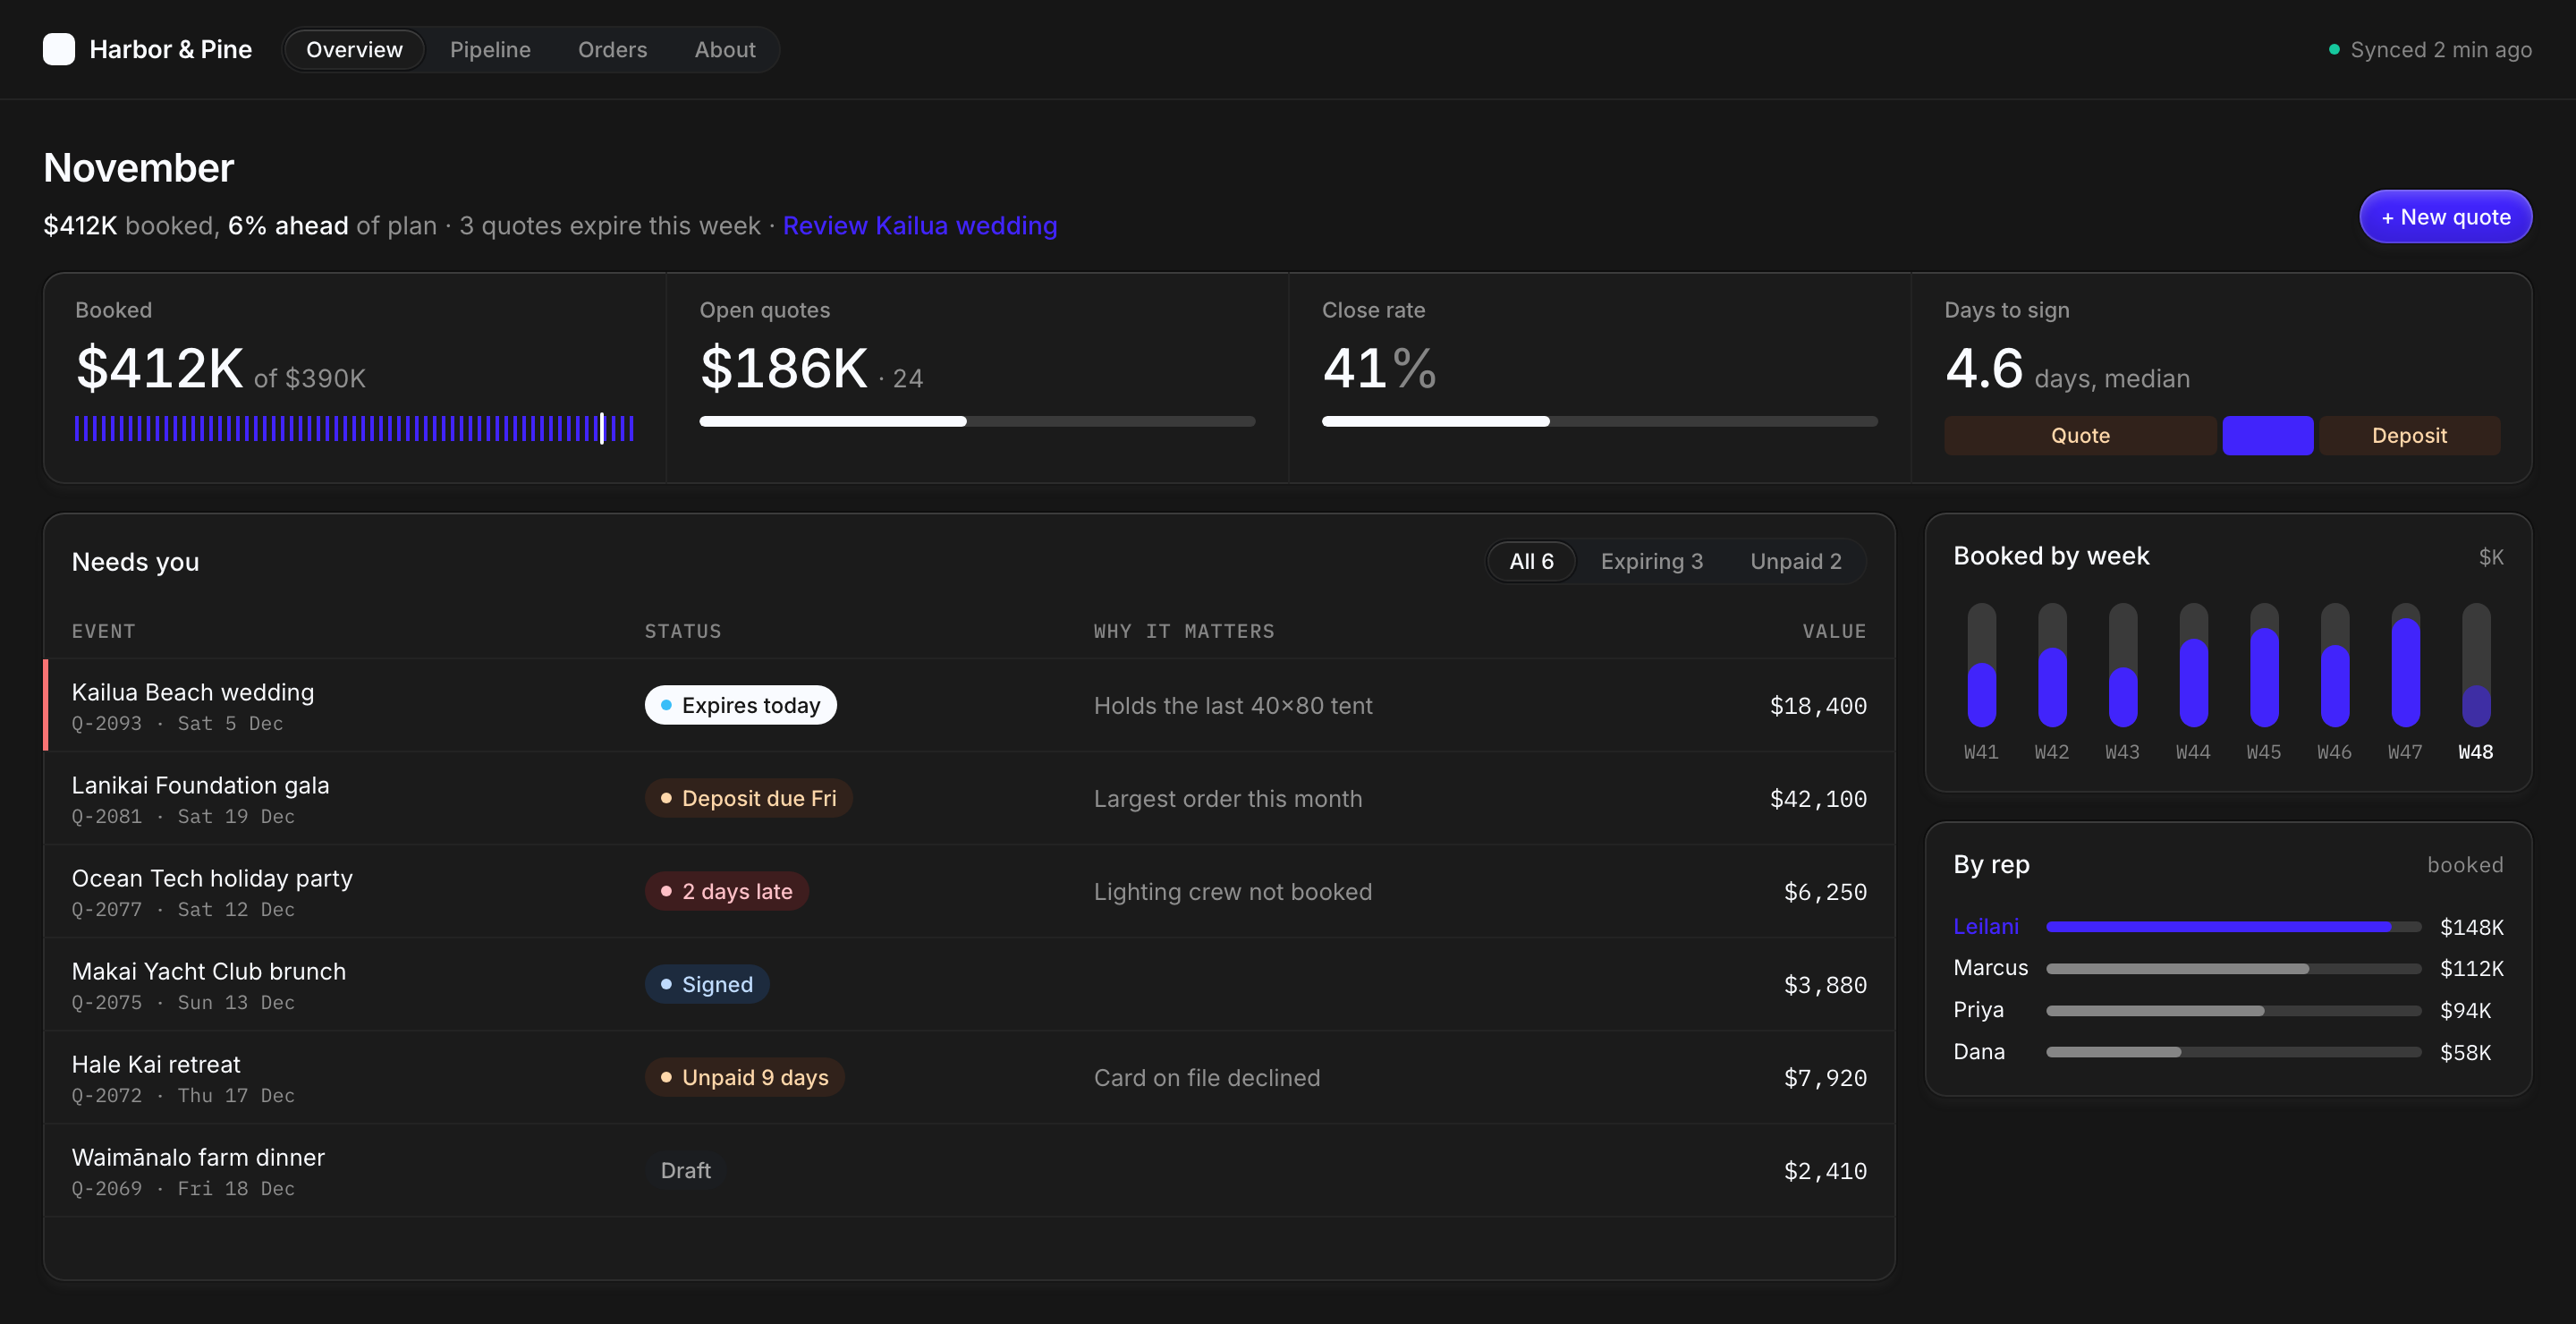 Harbor & Pine
Overview
Pipeline
Orders
About
Synced 2 min ago
November
$412K booked, 6% ahead of plan · 3 quotes expire this week · Review Kailua wedding
+ New quote
Booked
$412K of $390K
Open quotes
$186K · 24
Close rate
41%
Days to sign
4.6 days, median
Quote
Deposit
Needs you
All 6
Expiring 3
Unpaid 2
EVENT STATUS WHY IT MATTERS VALUE
Kailua Beach wedding
Q-2093 · Sat 5 Dec
Expires today
Holds the last 40×80 tent
$18,400
Lanikai Foundation gala
Q-2081 · Sat 19 Dec
Deposit due Fri
Largest order this month
$42,100
Ocean Tech holiday party
Q-2077 · Sat 12 Dec
2 days late
Lighting crew not booked
$6,250
Makai Yacht Club brunch
Q-2075 · Sun 13 Dec
Signed
$3,880
Hale Kai retreat
Q-2072 · Thu 17 Dec
Unpaid 9 days
Card on file declined
$7,920
Waimānalo farm dinner
Q-2069 · Fri 18 Dec
Draft
$2,410
Booked by week
$K
W41 W42 W43 W44 W45 W46 W47 W48
By rep
booked
Leilani $148K
Marcus $112K
Priya $94K
Dana $58K